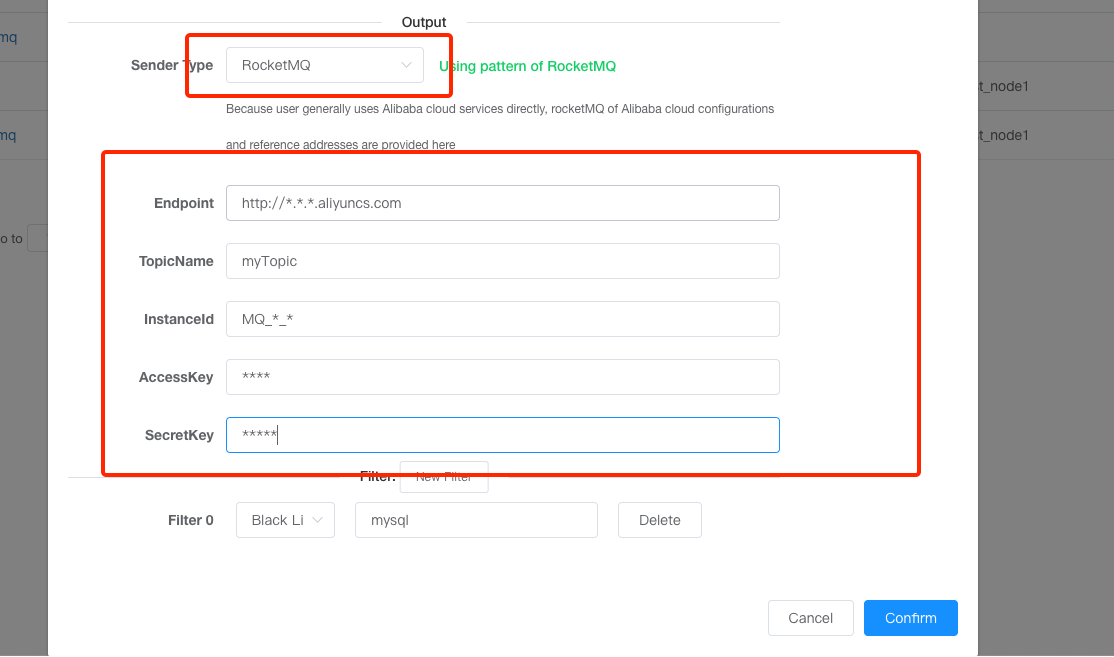 Output
mq
Sender Type
RocketMQ
Using pattern of RocketMQ
Because user generally uses Alibaba cloud services directly, rocketMQ of Alibaba cloud configurations
and reference addresses are provided here
t_node1
mq
t_node1
Endpoint
http://*.*.*.aliyuncs.com
o to
TopicName
myTopic
InstanceId
MQ_*_*
AccessKey
****
SecretKey
*****
Filter:
New Filter
Filter 0
Black Li
mysql
Delete
Cancel
Confirm